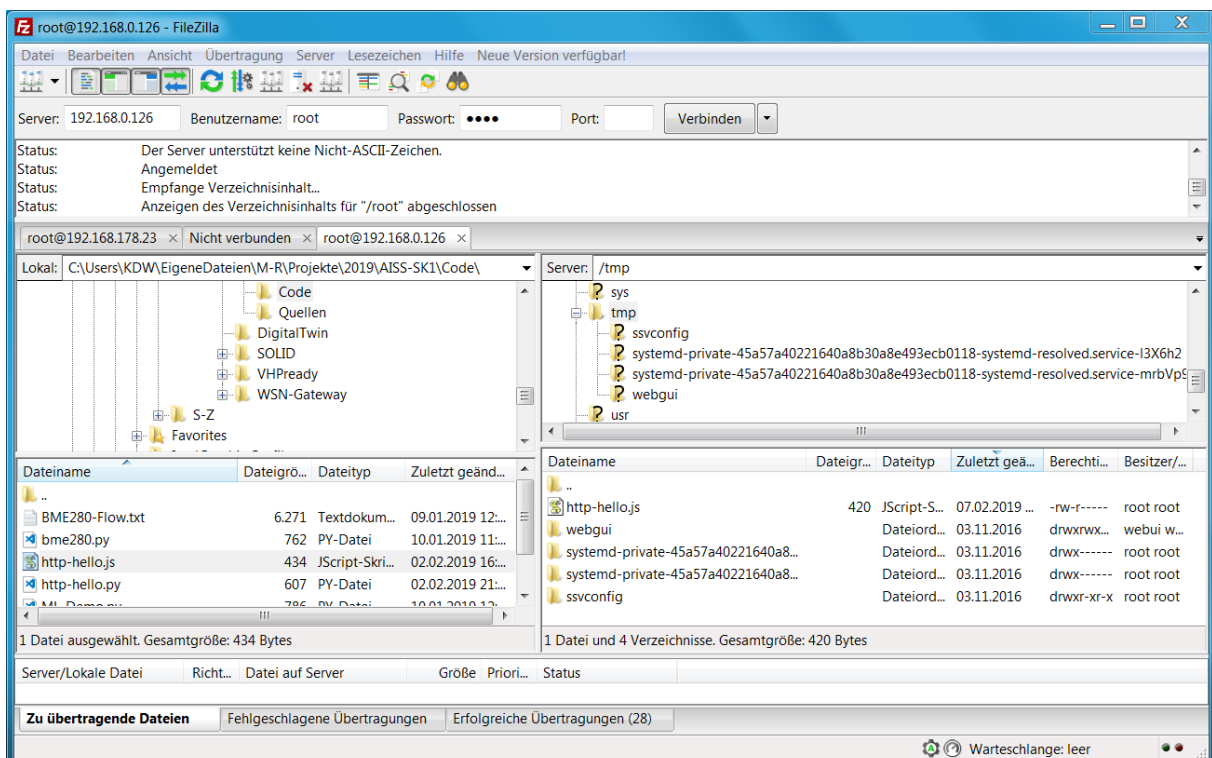 root@192.168.0.126 - FileZilla
Datei Bearbeiten Ansicht Übertragung Server Lesezeichen Hilfe Neue Version verfügbar!
Server: 192.168.0.126 Benutzername: root Passwort: •••• Port: Verbinden
Status: Der Server unterstützt keine Nicht-ASCII-Zeichen.
Status: Angemeldet
Status: Empfange Verzeichnisinhalt...
Status: Anzeigen des Verzeichnisinhalts für "/root" abgeschlossen
root@192.168.178.23 × Nicht verbunden × root@192.168.0.126 ×
Lokal: C:\Users\KDW\EigeneDateien\M-R\Projekte\2019\AISS-SK1\Code\
Code
Quellen
DigitalTwin
SOLID
VHPready
WSN-Gateway
S-Z
Favorites
Server: /tmp
sys
tmp
ssvconfig
systemd-private-45a57a40221640a8b30a8e493ecb0118-systemd-resolved.service-I3X6h2
systemd-private-45a57a40221640a8b30a8e493ecb0118-systemd-resolved.service-mrbVp9
webgui
usr
Dateiname Dateigrö... Dateityp Zuletzt geänd...
..
BME280-Flow.txt 6.271 Textdokum... 09.01.2019 12:...
bme280.py 762 PY-Datei 10.01.2019 11:...
http-hello.js 434 JScript-Skri... 02.02.2019 16:...
http-hello.py 607 PY-Datei 02.02.2019 21:...
ML-Demo.py 786 PY-Datei 10.01.2019 12:...
1 Datei ausgewählt. Gesamtgröße: 434 Bytes
Dateiname Dateigr... Dateityp Zuletzt geä... Berechti... Besitzer/...
..
http-hello.js 420 JScript-S... 07.02.2019 ... -rw-r----- root root
webgui Dateiord... 03.11.2016 drwxrwx... webui w...
systemd-private-45a57a40221640a8... Dateiord... 03.11.2016 drwx------ root root
systemd-private-45a57a40221640a8... Dateiord... 03.11.2016 drwx------ root root
ssvconfig Dateiord... 03.11.2016 drwxr-xr-x root root
1 Datei und 4 Verzeichnisse. Gesamtgröße: 420 Bytes
Server/Lokale Datei Richt... Datei auf Server Größe Priori... Status
Zu übertragende Dateien Fehlgeschlagene Übertragungen Erfolgreiche Übertragungen (28)
Warteschlange: leer